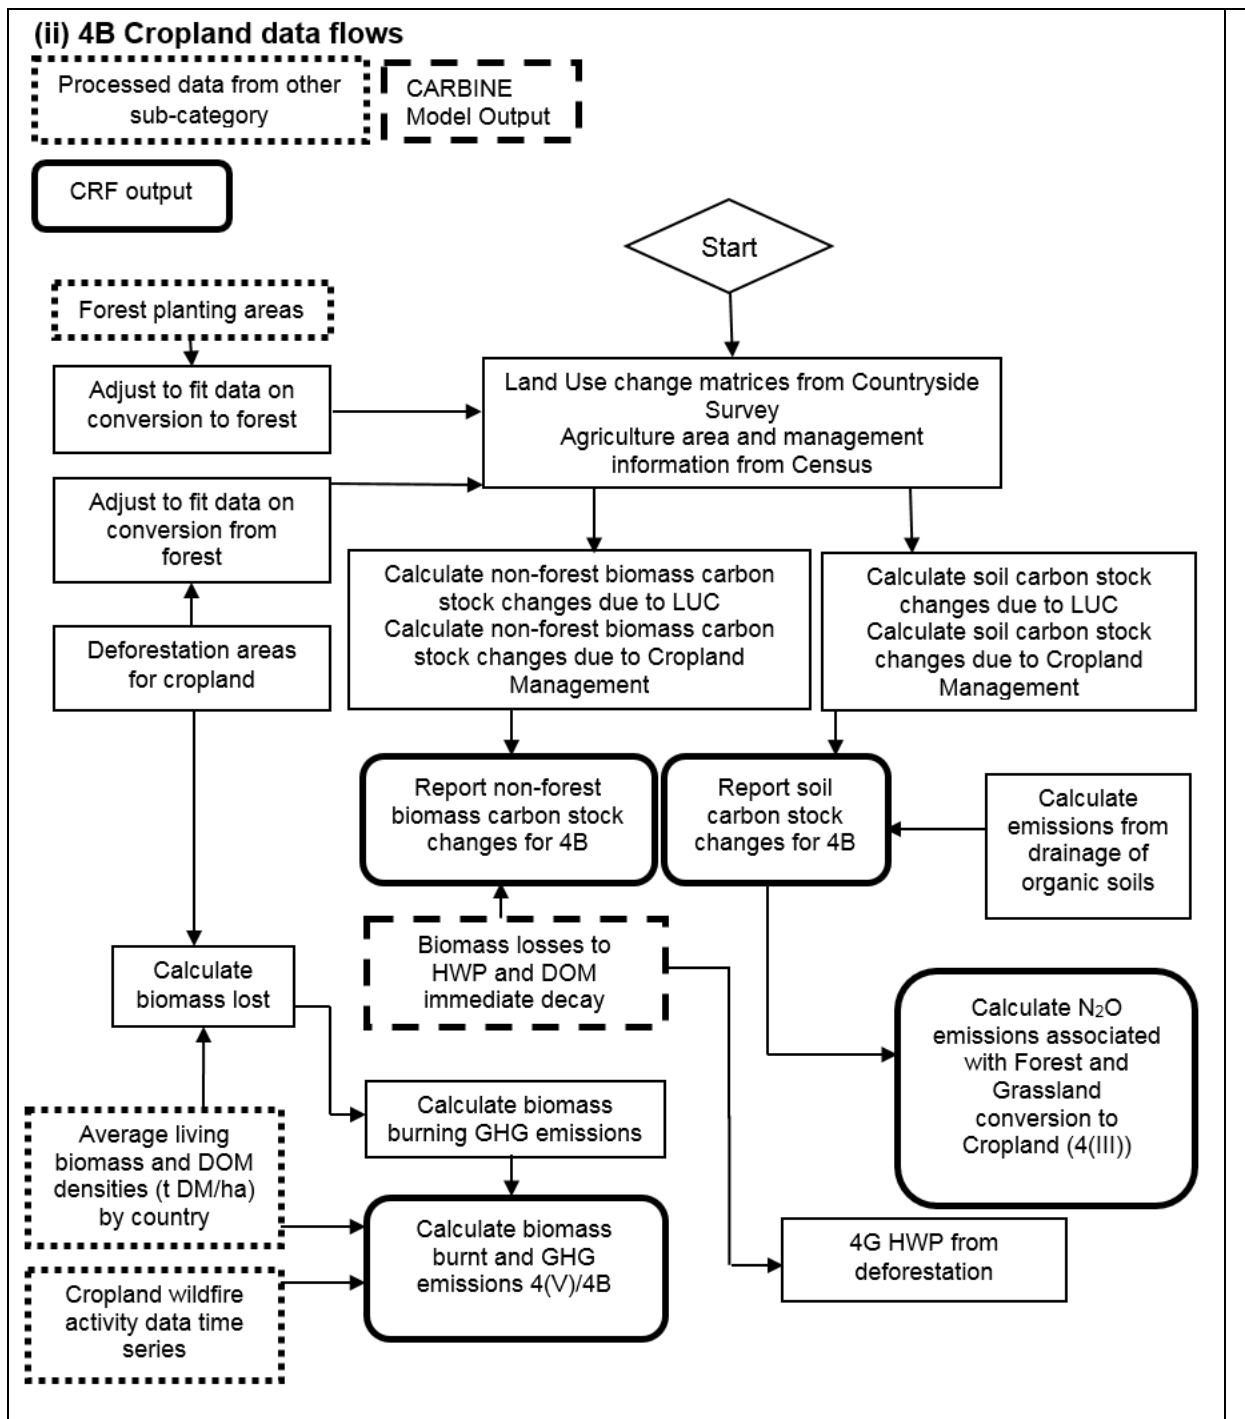 (ii) 4B Cropland data flows
Processed data from other
sub-category
CARBINE
Model Output
CRF output
Start
Forest planting areas
Adjust to fit data on
conversion to forest
Land Use change matrices from Countryside
Survey
Agriculture area and management
information from Census
Adjust to fit data on
conversion from
forest
Calculate non-forest biomass carbon
stock changes due to LUC
Calculate non-forest biomass carbon
stock changes due to Cropland
Management
Calculate soil carbon stock
changes due to LUC
Calculate soil carbon stock
changes due to Cropland
Management
Deforestation areas
for cropland
Report non-forest
biomass carbon stock
changes for 4B
Report soil
carbon stock
changes for 4B
Calculate
emissions from
drainage of
organic soils
Biomass losses to
HWP and DOM
immediate decay
Calculate
biomass lost
Calculate N₂O
emissions associated
with Forest and
Grassland
conversion to
Cropland (4(III))
Calculate biomass
burning GHG emissions
Average living
biomass and DOM
densities (t DM/ha)
by country
Calculate biomass
burnt and GHG
emissions 4(V)/4B
4G HWP from
deforestation
Cropland wildfire
activity data time
series